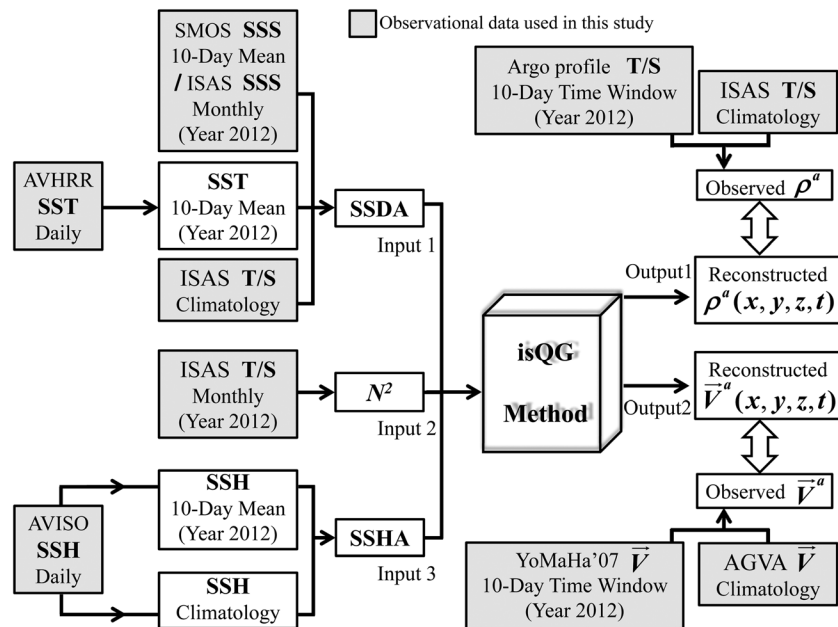 Observational data used in this study
SMOS SSS
10-Day Mean
/ ISAS SSS
Monthly
(Year 2012)
AVHRR
SST
Daily
SST
10-Day Mean
(Year 2012)
ISAS T/S
Climatology
SSDA
Input 1
ISAS T/S
Monthly
(Year 2012)
N²
Input 2
AVISO
SSH
Daily
SSH
10-Day Mean
(Year 2012)
SSH
Climatology
SSHA
Input 3
isQG
Method
Output1
Output2
Argo profile T/S
10-Day Time Window
(Year 2012)
ISAS T/S
Climatology
Observed ρᵃ
Reconstructed
ρᵃ(x, y, z, t)
Reconstructed
V⃗ᵃ(x, y, z, t)
Observed V⃗ᵃ
YoMaHa'07 V⃗
10-Day Time Window
(Year 2012)
AGVA V⃗
Climatology